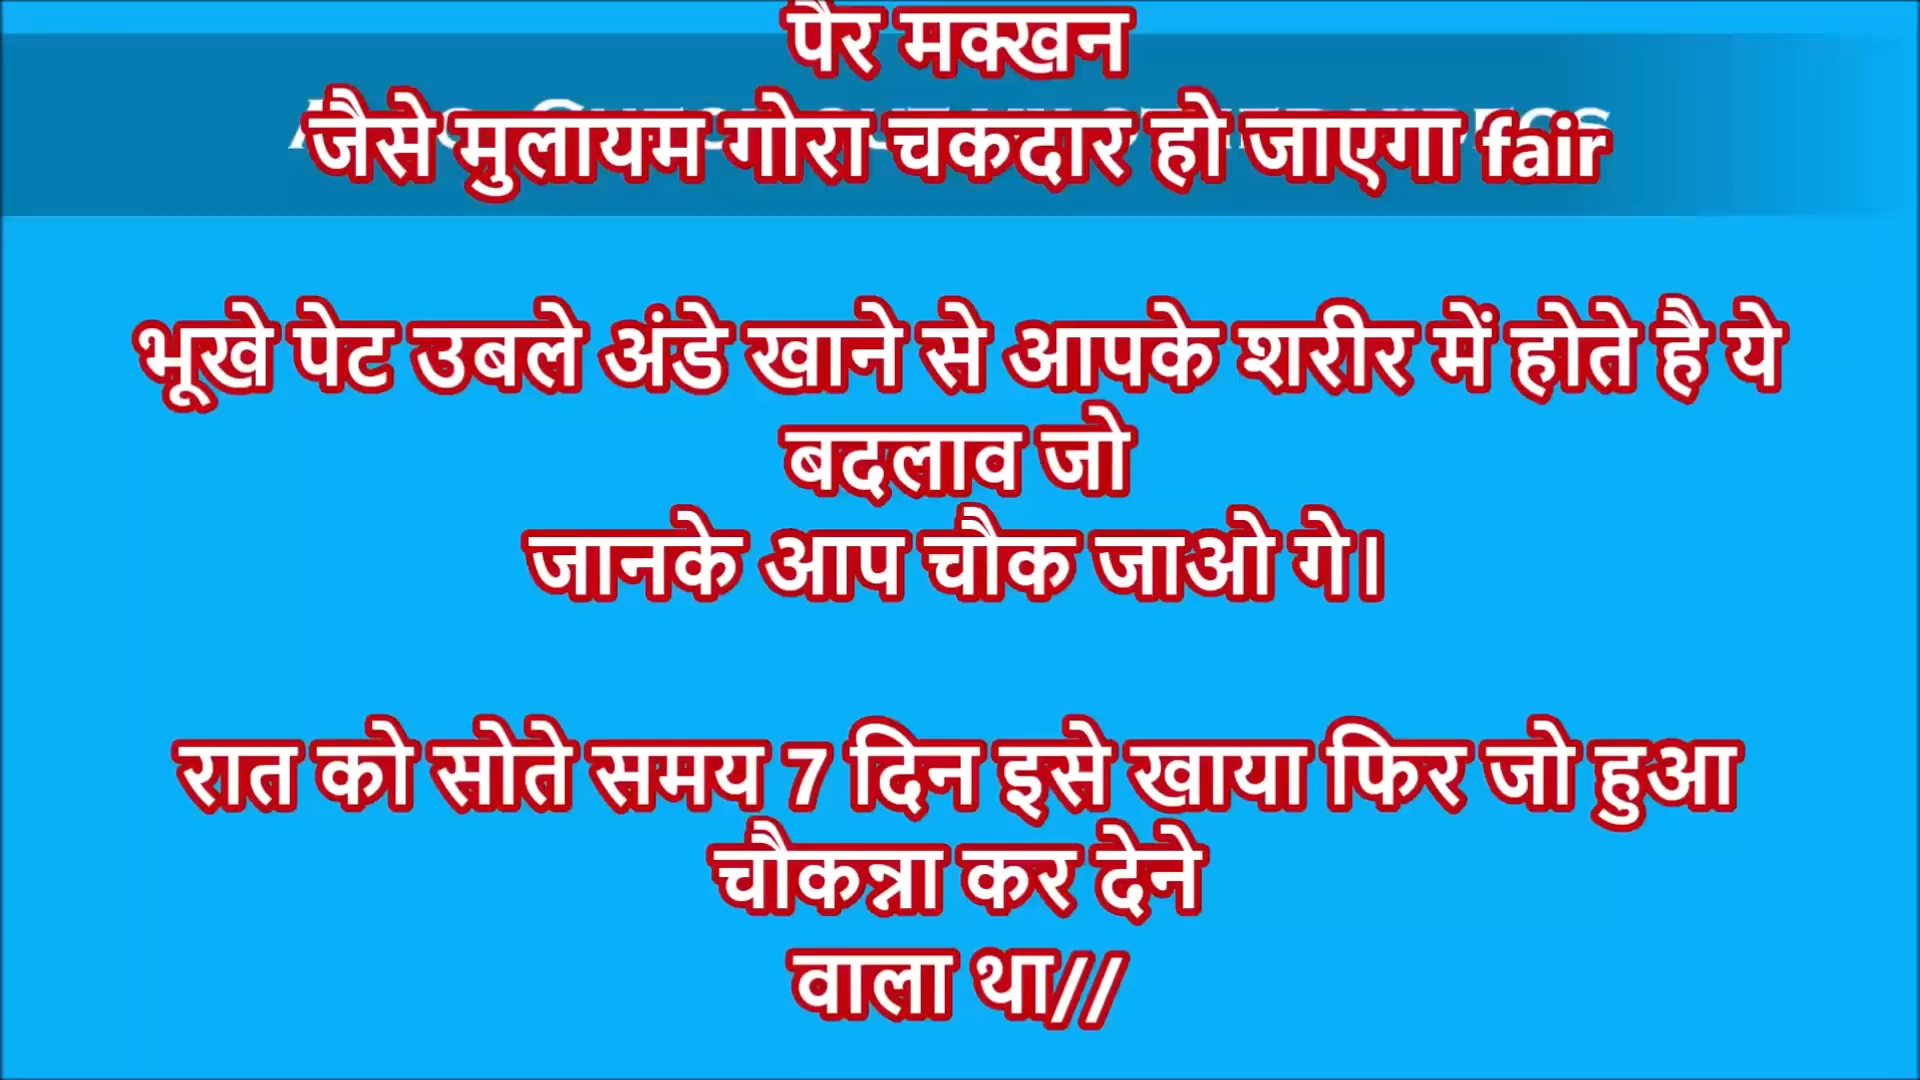 पैर मक्खन
जैसे मुलायम गोरा चकदार हो जाएगा fair
भूखे पेट उबले अंडे खाने से आपके शरीर में होते है ये
बदलाव जो
जानके आप चौक जाओ गे।
रात को सोते समय 7 दिन इसे खाया फिर जो हुआ
चौकन्ना कर देने
वाला था//